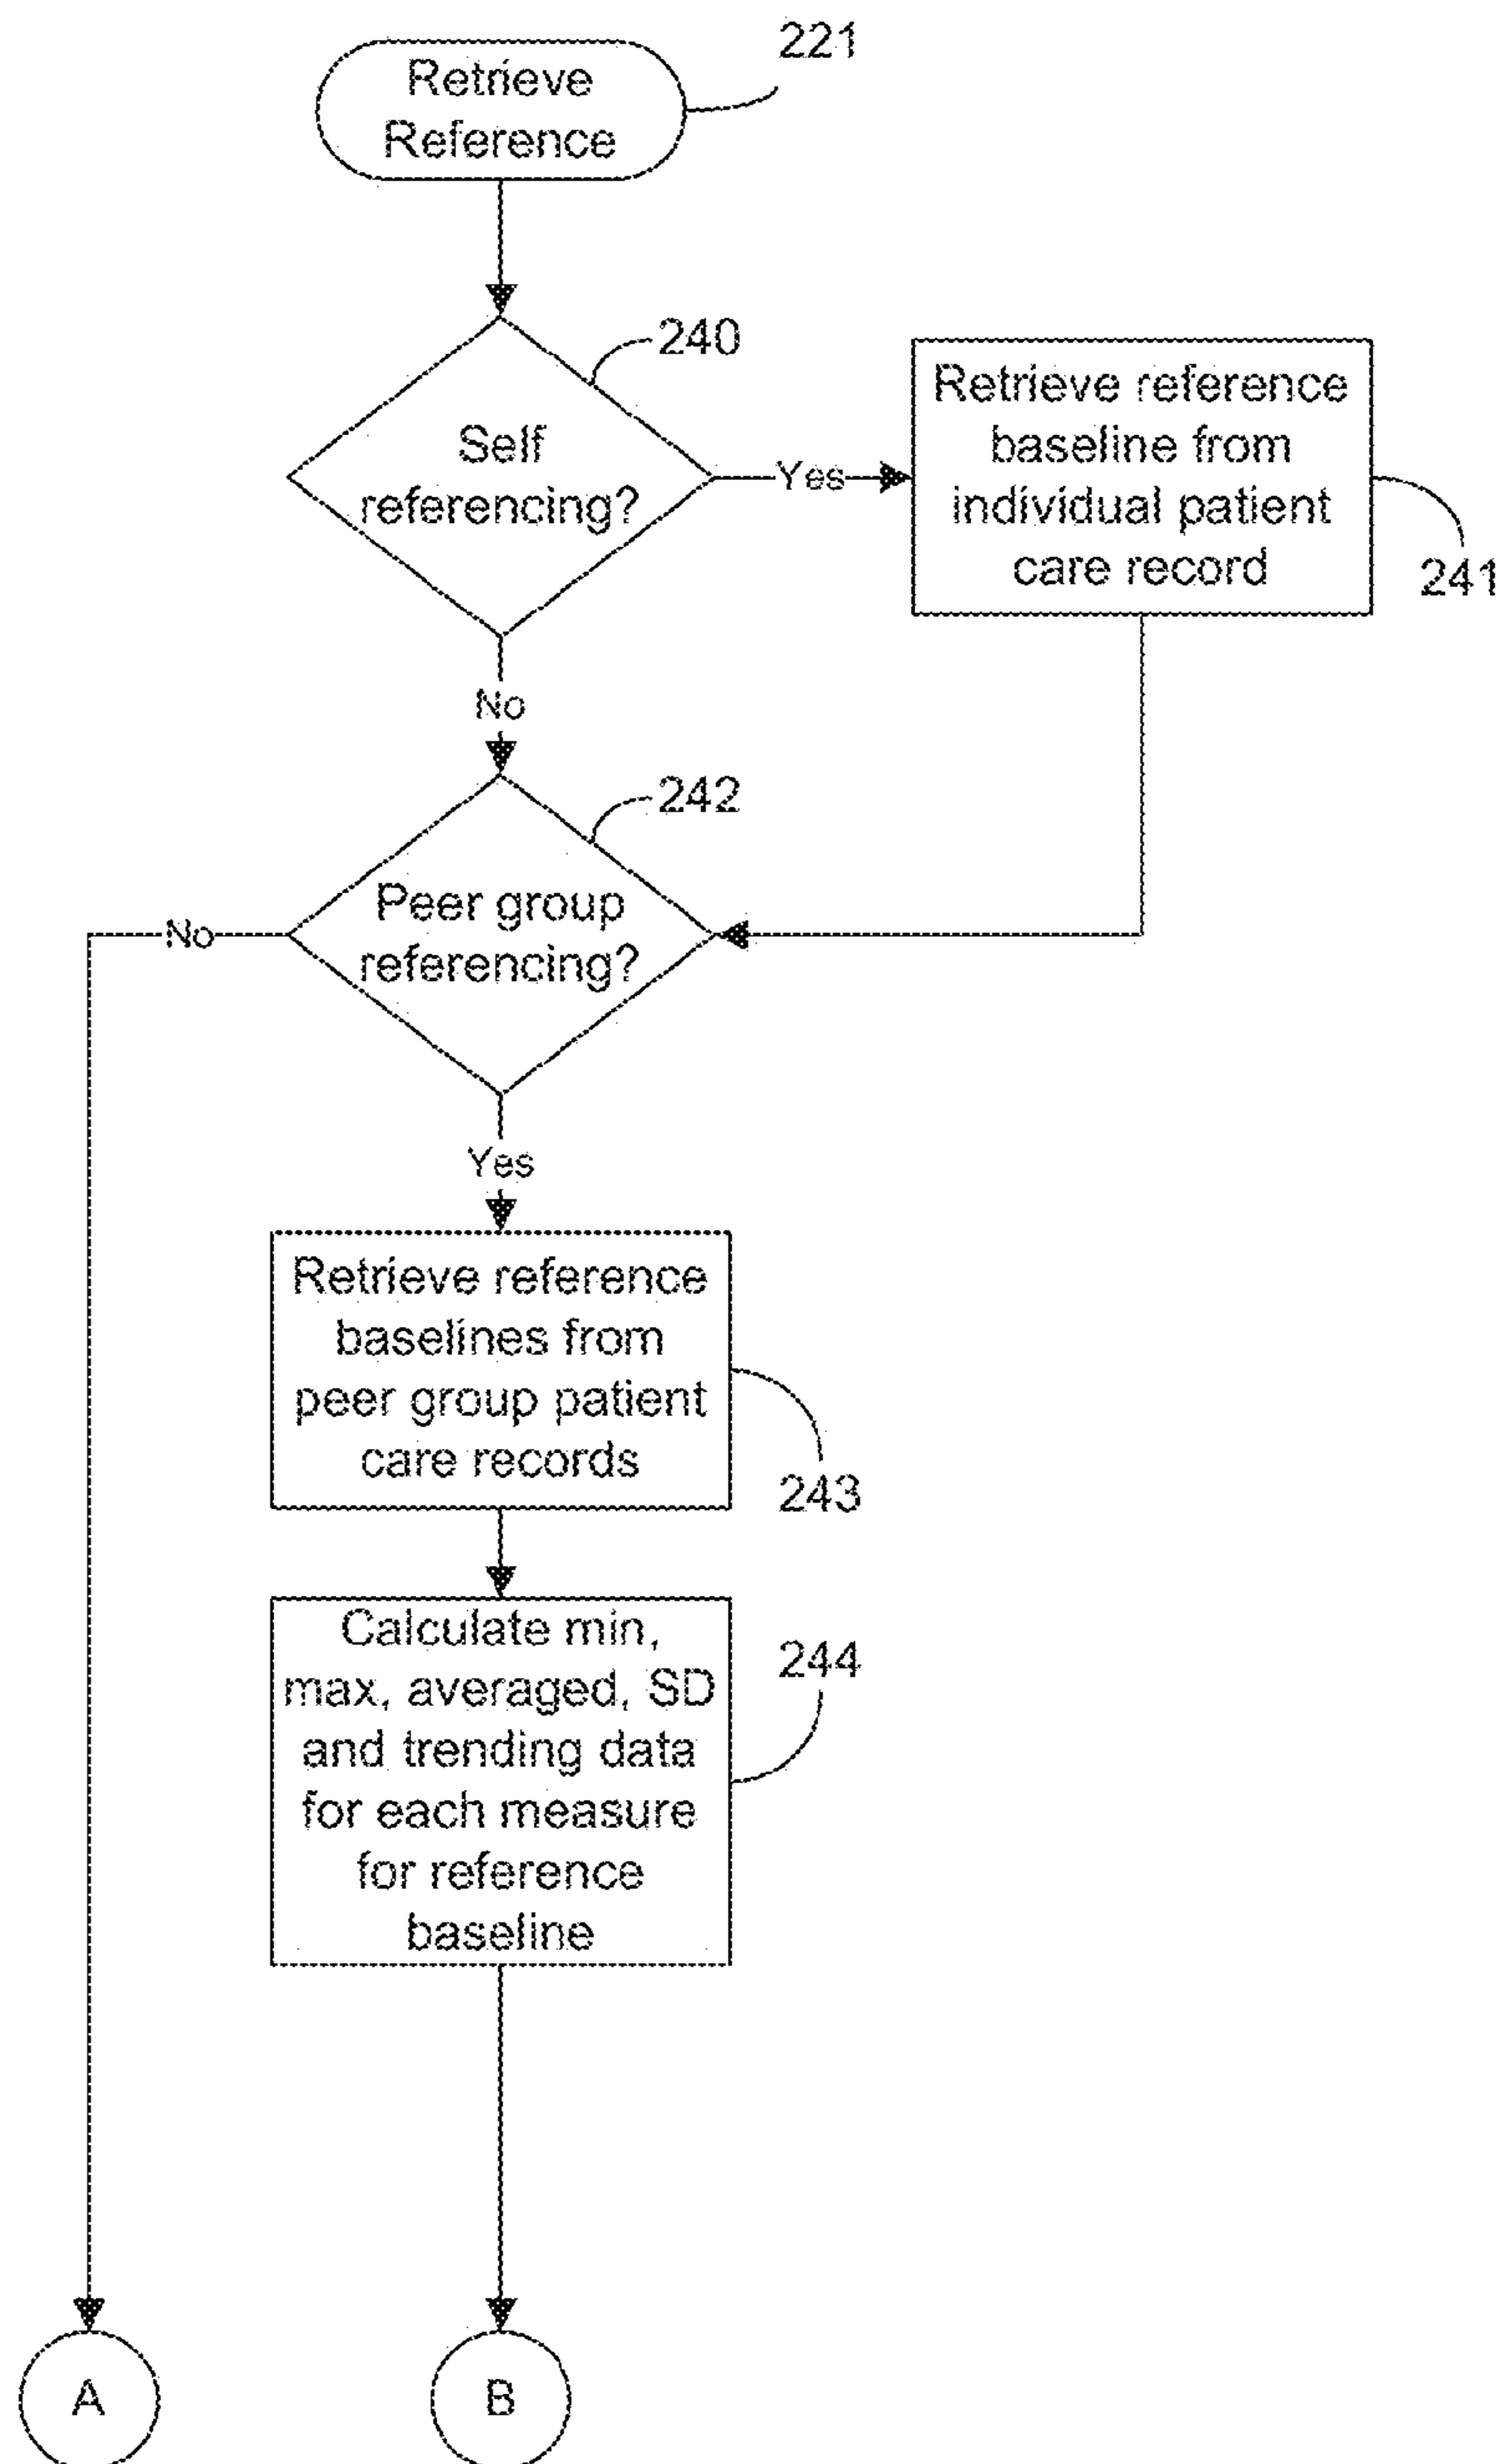 221
Retrieve
Reference
240
Self
referencing?
Yes
Retrieve reference
baseline from
individual patient
care record
241
No
242
Peer group
referencing?
No
Yes
Retrieve reference
baselines from
peer group patient
care records
243
Calculate min,
max, averaged, SD
and trending data
for each measure
for reference
baseline
244
A
B